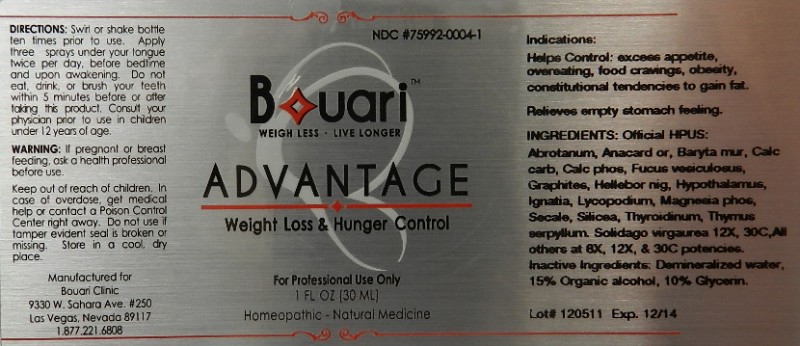 DIRECTIONS: Swirl or shake bottle
ten times prior to use. Apply
three sprays under your tongue
twice per day, before bedtime
and upon awakening. Do not
eat, drink, or brush your teeth
within 5 minutes before or after
taking this product. Consult your
physician prior to use in children
under 12 years of age.
WARNING: If pregnant or breast
feeding, ask a health professional
before use.
Keep out of reach of children. In
case of overdose, get medical
help or contact a Poison Control
Center right away. Do not use if
tamper evident seal is broken or
missing. Store in a cool, dry
place.
Manufactured for
Bouari Clinic
9330 W. Sahara Ave. #250
Las Vegas, Nevada 89117
1.877.221.6808
NDC #75992-0004-1
Bouari™
WEIGH LESS · LIVE LONGER
ADVANTAGE
Weight Loss & Hunger Control
For Professional Use Only
1 FL OZ (30 ML)
Homeopathic - Natural Medicine
Indications:
Helps Control: excess appetite,
overeating, food cravings, obesity,
constitutional tendencies to gain fat.
Relieves empty stomach feeling.
INGREDIENTS: Official HPUS:
Abrotanum, Anacard or, Baryta mur, Calc
carb, Calc phos, Fucus vesiculosus,
Graphites, Hellebor nig, Hypothalamus,
Ignatia, Lycopodium, Magnesia phos,
Secale, Silicea, Thyroidinum, Thymus
serpyllum. Solidago virgaurea 12X, 30C,All
others at 6X, 12X, & 30C potencies.
Inactive Ingredients: Demineralized water,
15% Organic alcohol, 10% Glycerin.
Lot# 120511 Exp. 12/14